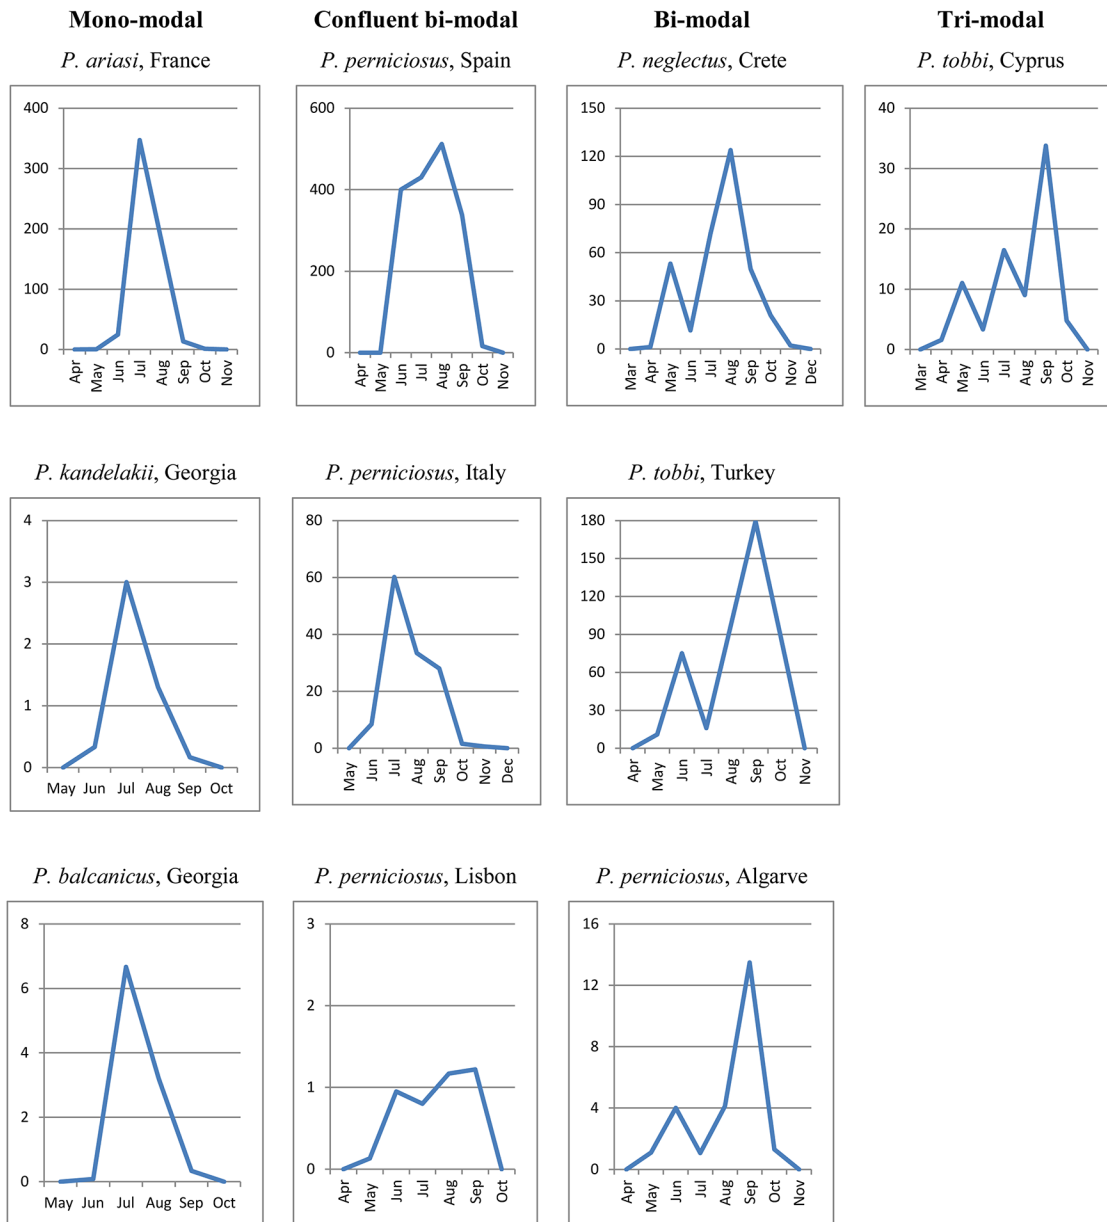 Mono-modal
Confluent bi-modal
Bi-modal
Tri-modal
P. ariasi, France
P. perniciosus, Spain
P. neglectus, Crete
P. tobbi, Cyprus
400
300
200
100
0
Apr May Jun Jul Aug Sep Oct Nov
600
400
200
0
Apr May Jun Jul Aug Sep Oct Nov
150
120
90
60
30
0
Mar Apr May Jun Jul Aug Sep Oct Nov Dec
40
30
20
10
0
Mar Apr May Jun Jul Aug Sep Oct Nov
P. kandelakii, Georgia
P. perniciosus, Italy
P. tobbi, Turkey
4
3
2
1
0
May Jun Jul Aug Sep Oct
80
60
40
20
0
May Jun Jul Aug Sep Oct Nov Dec
180
150
120
90
60
30
0
Apr May Jun Jul Aug Sep Oct Nov
P. balcanicus, Georgia
P. perniciosus, Lisbon
P. perniciosus, Algarve
8
6
4
2
0
May Jun Jul Aug Sep Oct
3
2
1
0
Apr May Jun Jul Aug Sep Oct
16
12
8
4
0
Apr May Jun Jul Aug Sep Oct Nov